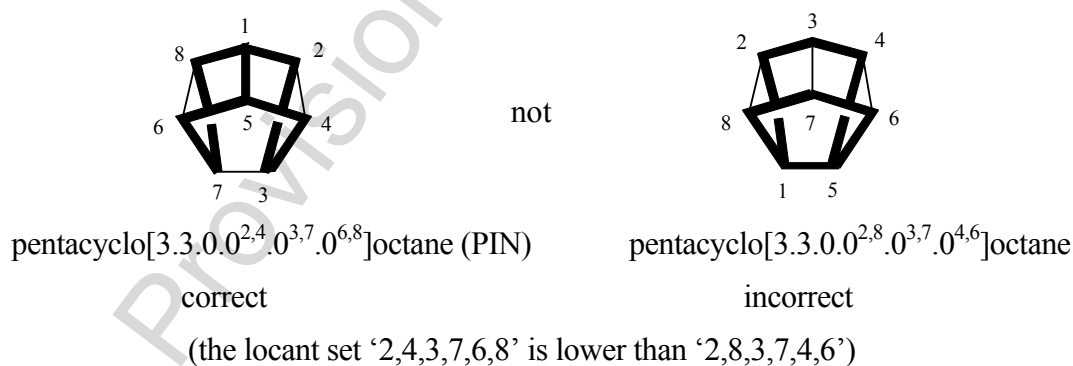 1
8
2
6
5
4
7
3
not
3
2
4
8
7
6
1
5
pentacyclo[3.3.0.0^{2,4}.0^{3,7}.0^{6,8}]octane (PIN)
pentacyclo[3.3.0.0^{2,8}.0^{3,7}.0^{4,6}]octane
correct
incorrect
(the locant set ‘2,4,3,7,6,8’ is lower than ‘2,8,3,7,4,6’)
Provision